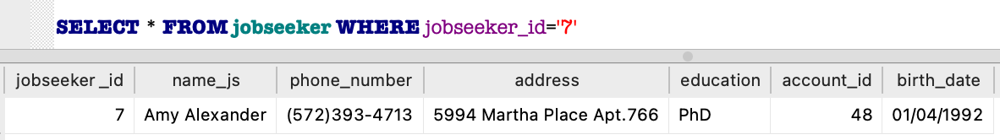 SELECT * FROM jobseeker WHERE jobseeker_id='7'
jobseeker _id name_js phone_number address education account_id birth_date
7 Amy Alexander (572)393-4713 5994 Martha Place Apt.766 PhD 48 01/04/1992